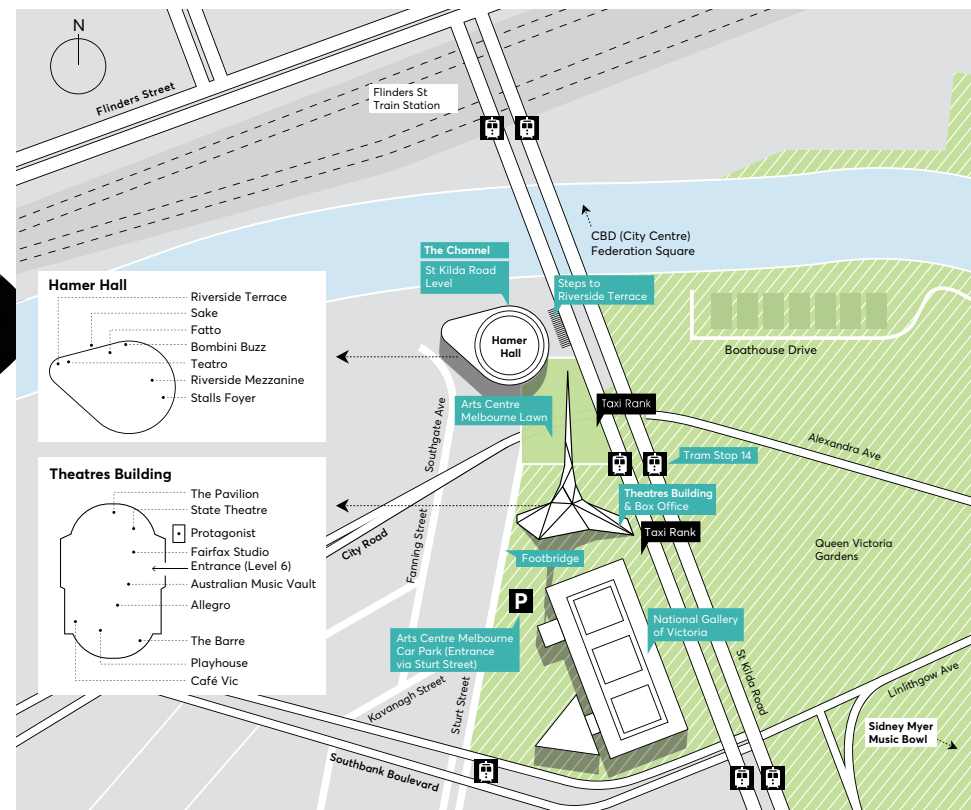 N
Flinders Street
Flinders St
Train Station
CBD (City Centre)
Federation Square
The Channel
St Kilda Road
Level
Steps to
Riverside Terrace
Hamer Hall
Riverside Terrace
Sake
Fatto
Bombini Buzz
Teatro
Riverside Mezzanine
Stalls Foyer
Hamer
Hall
Boathouse Drive
Arts Centre
Melbourne Lawn
Taxi Rank
Southgate Ave
Alexandra Ave
Tram Stop 14
Theatres Building
The Pavilion
State Theatre
Protagonist
Fairfax Studio
Entrance (Level 6)
Australian Music Vault
Allegro
The Barre
Playhouse
Café Vic
Theatres Building
& Box Office
Taxi Rank
City Road
Fanning Street
Footbridge
Queen Victoria
Gardens
P
Arts Centre Melbourne
Car Park (Entrance
via Sturt Street)
National Gallery
of Victoria
St Kilda Road
Linlithgow Ave
Kavanagh Street
Sturt Street
Sidney Myer
Music Bowl
Southbank Boulevard